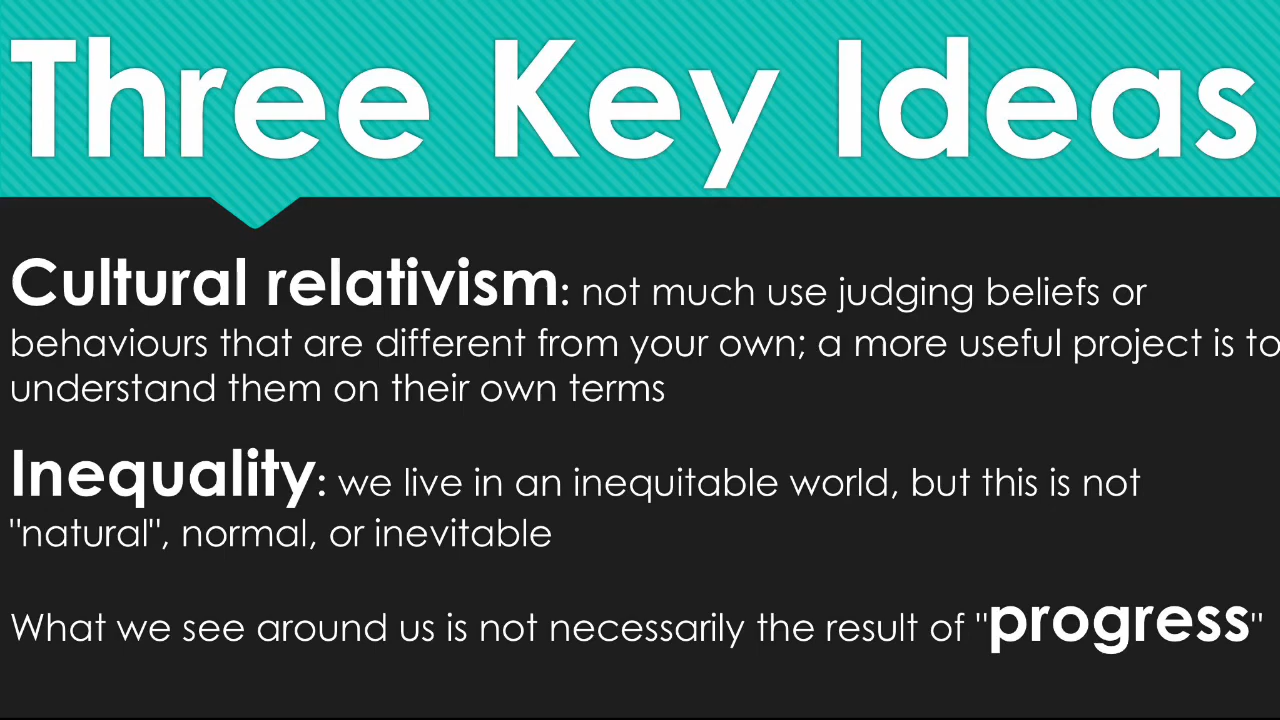 Three Key Ideas
Cultural relativism: not much use judging beliefs or
behaviours that are different from your own; a more useful project is to
understand them on their own terms
Inequality: we live in an inequitable world, but this is not
"natural", normal, or inevitable
What we see around us is not necessarily the result of "progress"